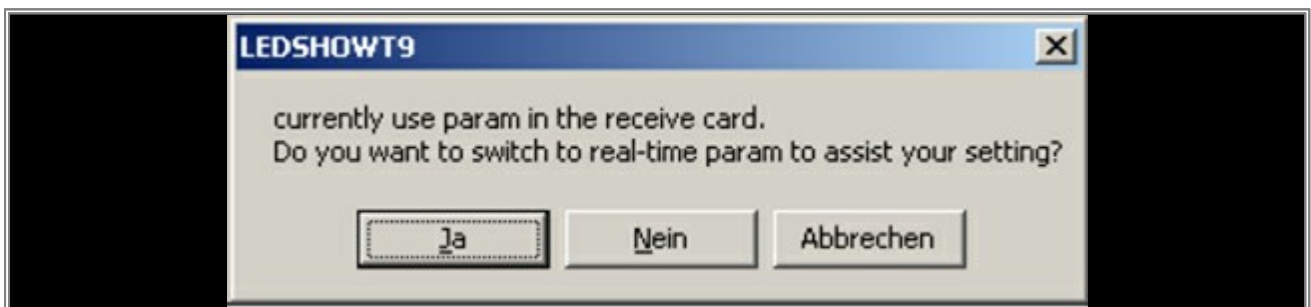 LEDSHOWT9
currently use param in the receive card.
Do you want to switch to real-time param to assist your setting?
Ja
Nein
Abbrechen